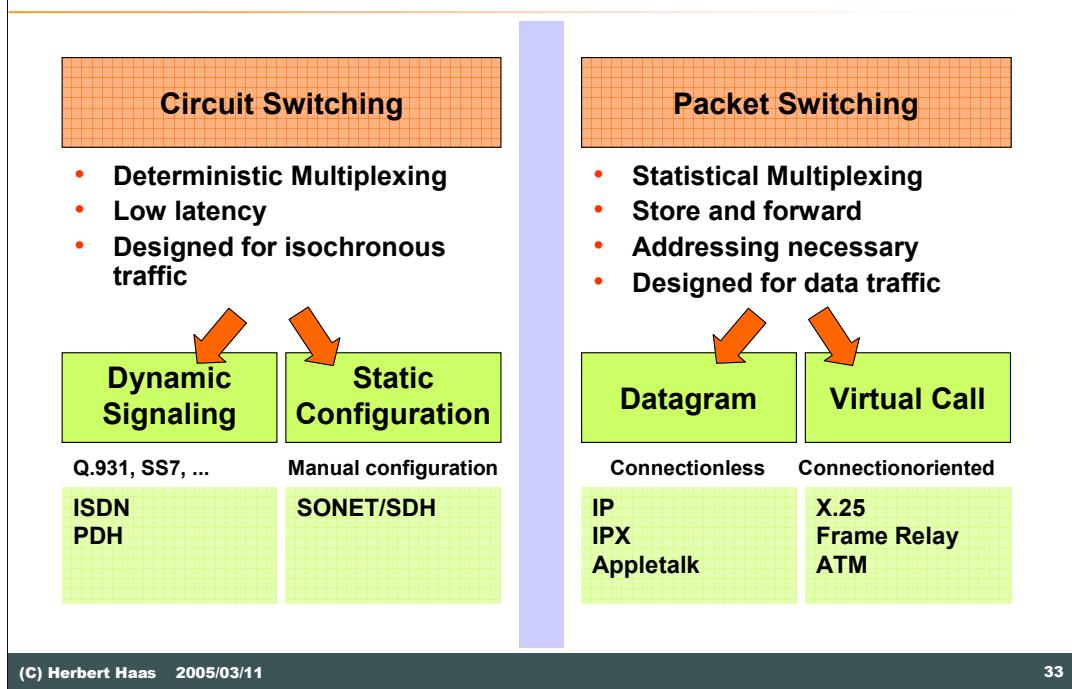 Circuit Switching
• Deterministic Multiplexing
• Low latency
• Designed for isochronous
traffic
Dynamic
Signaling
Q.931, SS7, ...
ISDN
PDH
Static
Configuration
Manual configuration
SONET/SDH
Packet Switching
• Statistical Multiplexing
• Store and forward
• Addressing necessary
• Designed for data traffic
Datagram
Connectionless
IP
IPX
Appletalk
Virtual Call
Connectionoriented
X.25
Frame Relay
ATM
(C) Herbert Haas 2005/03/11
33